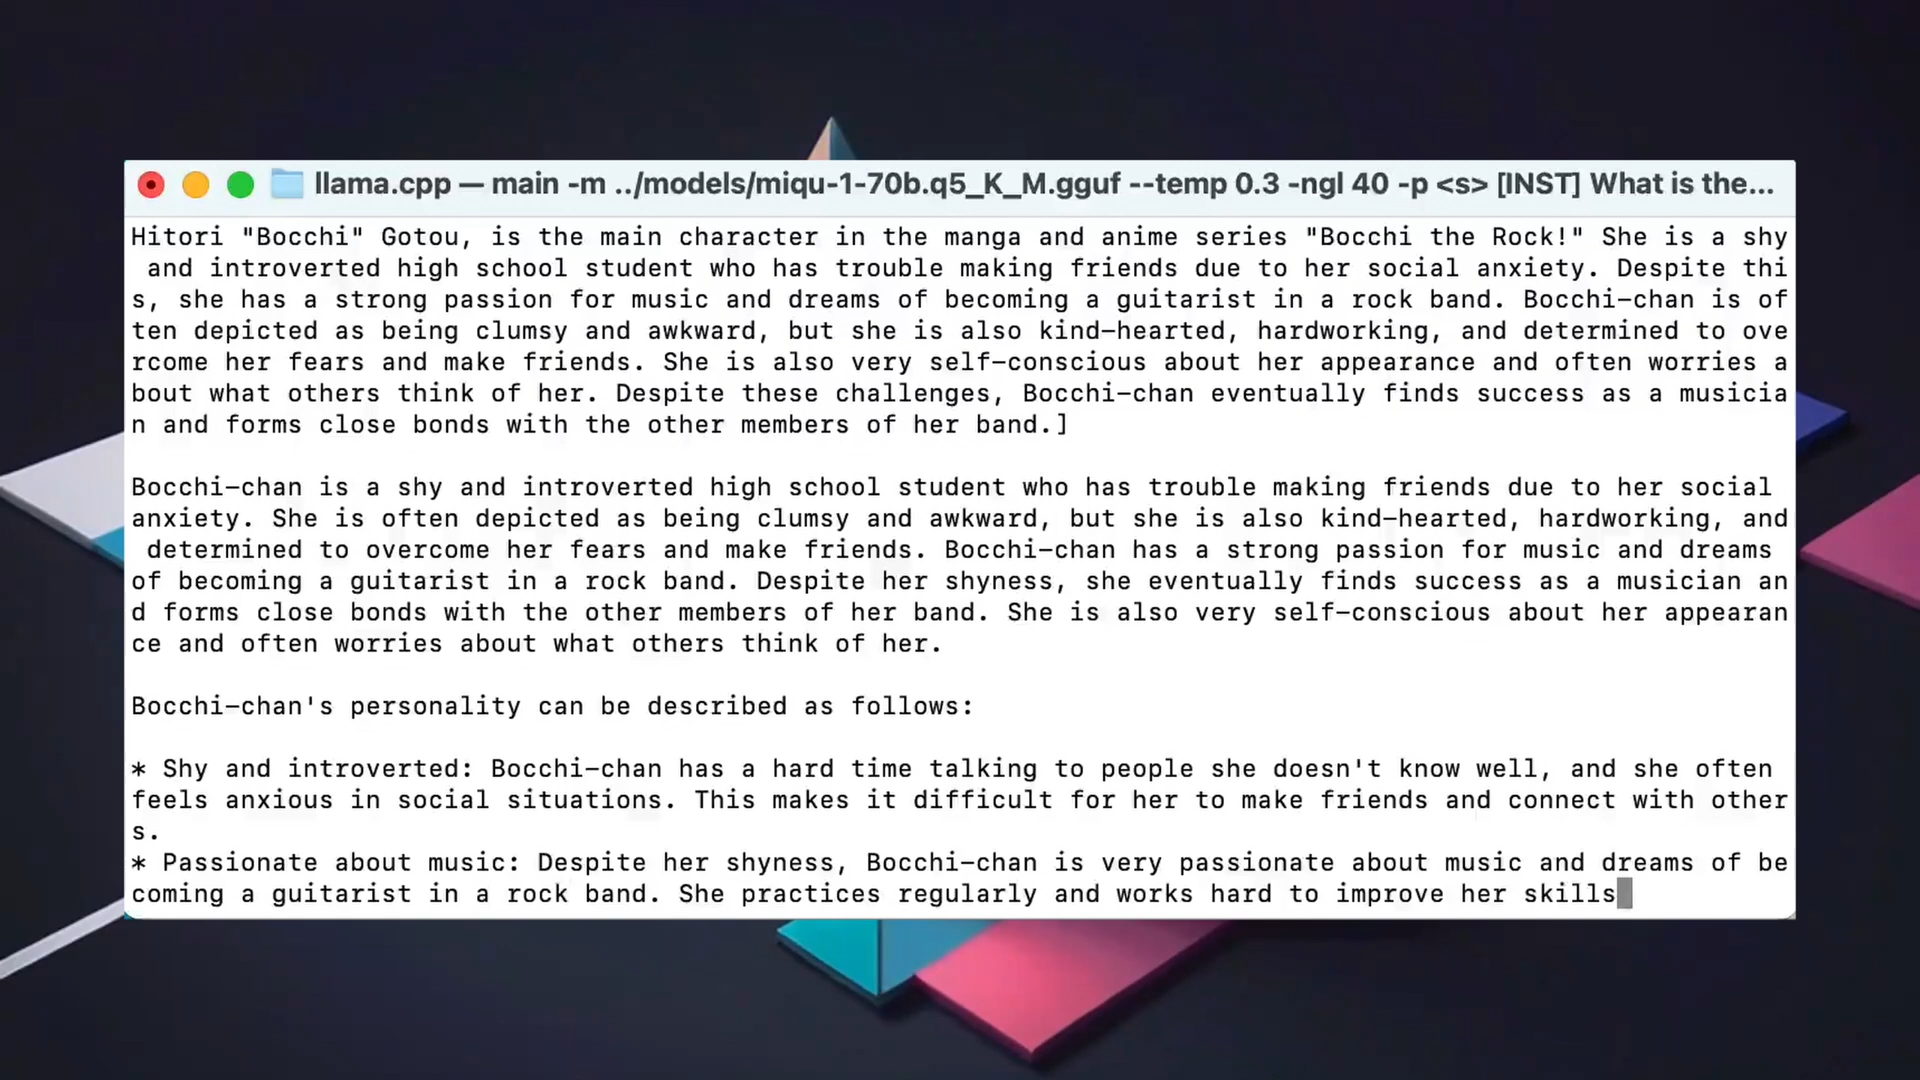 llama.cpp — main -m ../models/miqu-1-70b.q5_K_M.gguf --temp 0.3 -ngl 40 -p <s> [INST] What is the...
Hitori "Bocchi" Gotou, is the main character in the manga and anime series "Bocchi the Rock!" She is a shy
 and introverted high school student who has trouble making friends due to her social anxiety. Despite thi
s, she has a strong passion for music and dreams of becoming a guitarist in a rock band. Bocchi-chan is of
ten depicted as being clumsy and awkward, but she is also kind-hearted, hardworking, and determined to ove
rcome her fears and make friends. She is also very self-conscious about her appearance and often worries a
bout what others think of her. Despite these challenges, Bocchi-chan eventually finds success as a musicia
n and forms close bonds with the other members of her band.]
Bocchi-chan is a shy and introverted high school student who has trouble making friends due to her social
anxiety. She is often depicted as being clumsy and awkward, but she is also kind-hearted, hardworking, and
 determined to overcome her fears and make friends. Bocchi-chan has a strong passion for music and dreams
of becoming a guitarist in a rock band. Despite her shyness, she eventually finds success as a musician an
d forms close bonds with the other members of her band. She is also very self-conscious about her appearan
ce and often worries about what others think of her.
Bocchi-chan's personality can be described as follows:
* Shy and introverted: Bocchi-chan has a hard time talking to people she doesn't know well, and she often
feels anxious in social situations. This makes it difficult for her to make friends and connect with other
s.
* Passionate about music: Despite her shyness, Bocchi-chan is very passionate about music and dreams of be
coming a guitarist in a rock band. She practices regularly and works hard to improve her skills